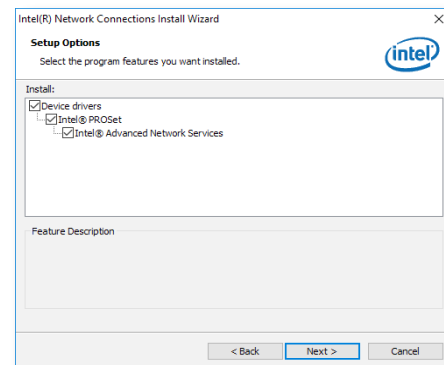 Intel(R) Network Connections Install Wizard
Setup Options
Select the program features you want installed.
intel
Install:
Device drivers
Intel® PROSet
Intel® Advanced Network Services
Feature Description
< Back
Next >
Cancel